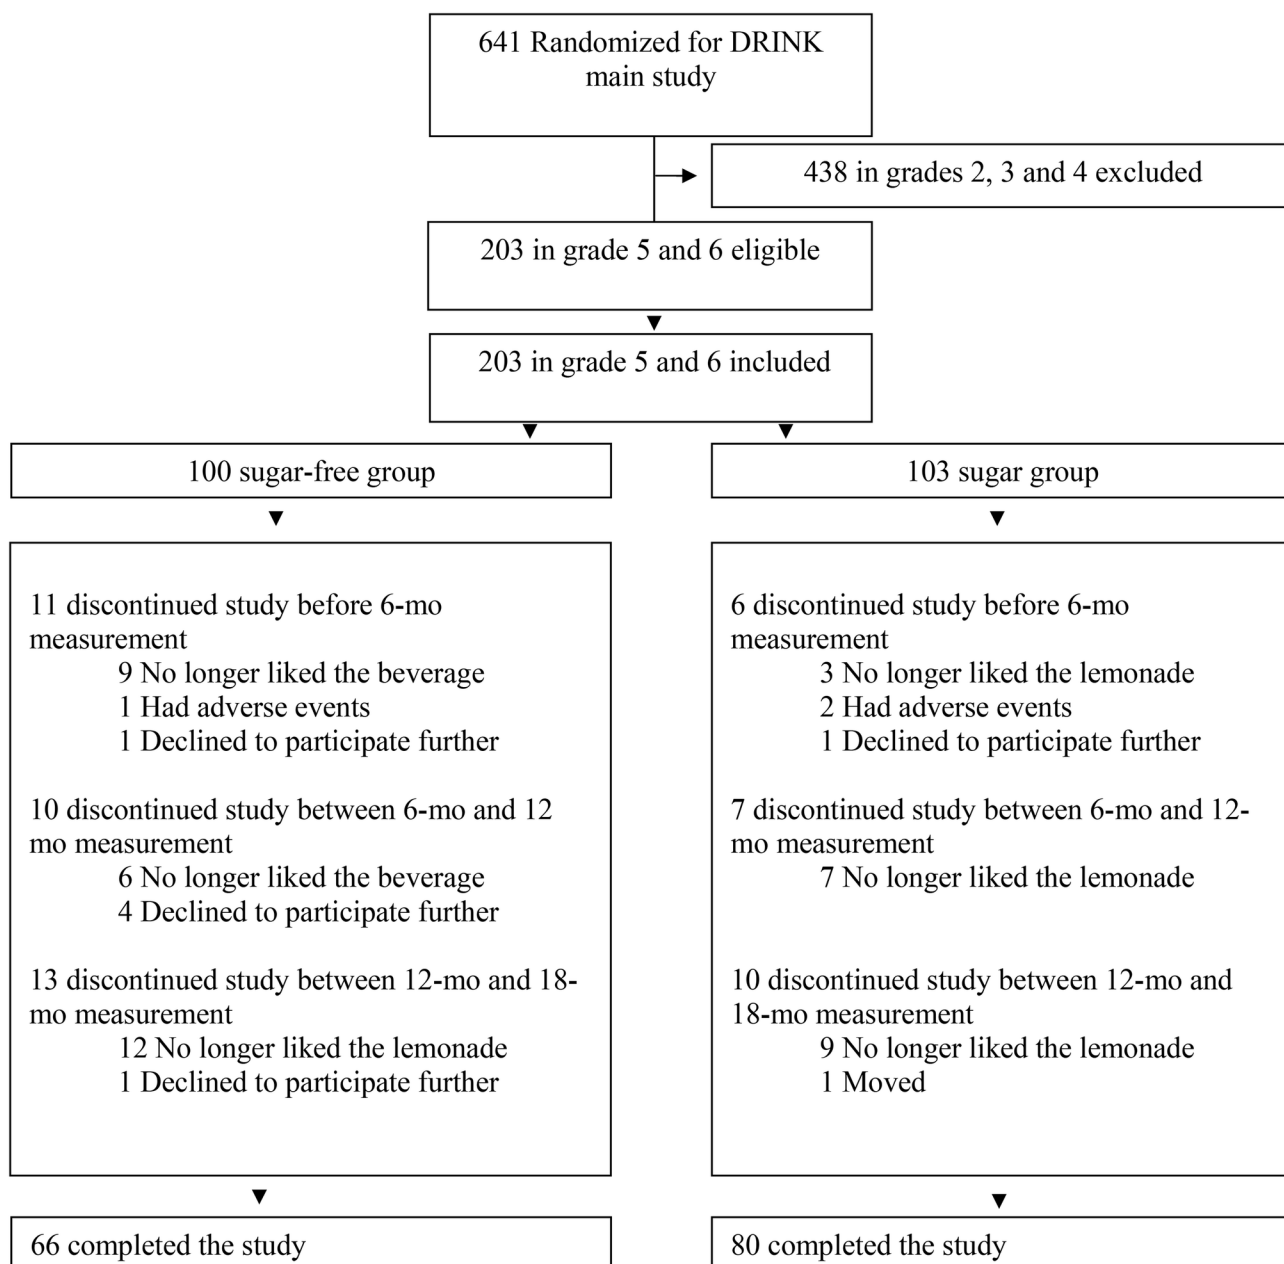 641 Randomized for DRINK
main study
438 in grades 2, 3 and 4 excluded
203 in grade 5 and 6 eligible
203 in grade 5 and 6 included
100 sugar-free group
103 sugar group
11 discontinued study before 6-mo
measurement
9 No longer liked the beverage
1 Had adverse events
1 Declined to participate further
10 discontinued study between 6-mo and 12
mo measurement
6 No longer liked the beverage
4 Declined to participate further
13 discontinued study between 12-mo and 18-
mo measurement
12 No longer liked the lemonade
1 Declined to participate further
6 discontinued study before 6-mo
measurement
3 No longer liked the lemonade
2 Had adverse events
1 Declined to participate further
7 discontinued study between 6-mo and 12-
mo measurement
7 No longer liked the lemonade
10 discontinued study between 12-mo and
18-mo measurement
9 No longer liked the lemonade
1 Moved
66 completed the study
80 completed the study